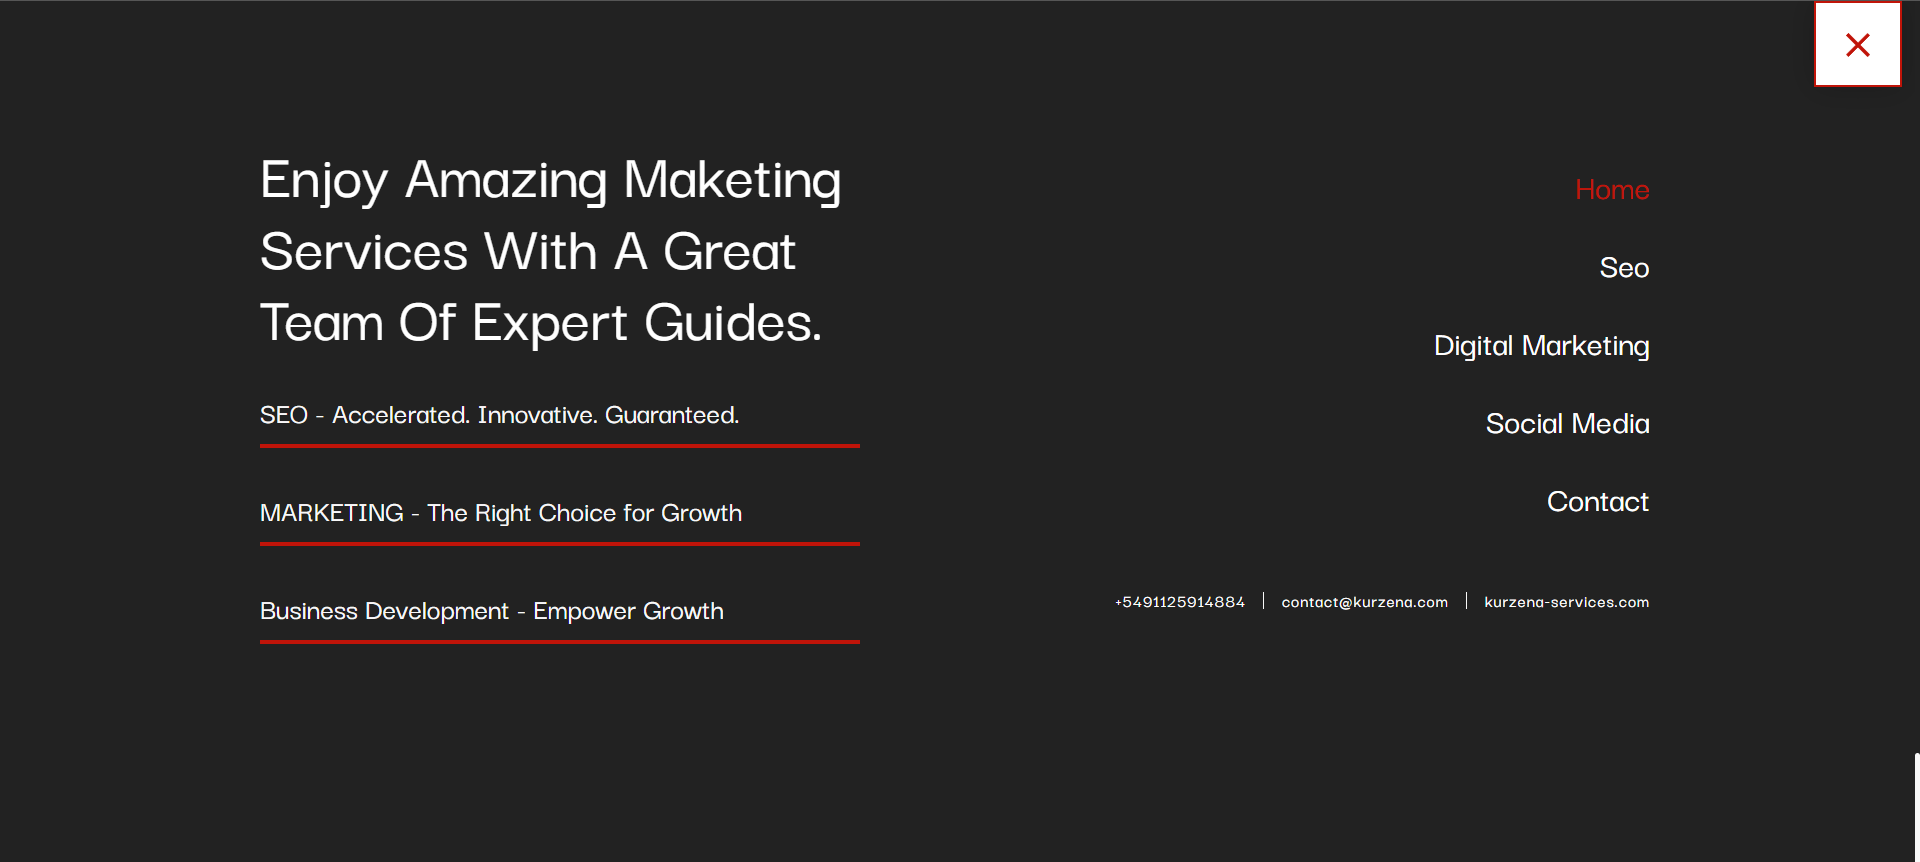 Enjoy Amazing Maketing
Services With A Great
Team Of Expert Guides.
SEO - Accelerated. Innovative. Guaranteed.
MARKETING - The Right Choice for Growth
Business Development - Empower Growth
Home
Seo
Digital Marketing
Social Media
Contact
+5491125914884 | contact@kurzena.com | kurzena-services.com